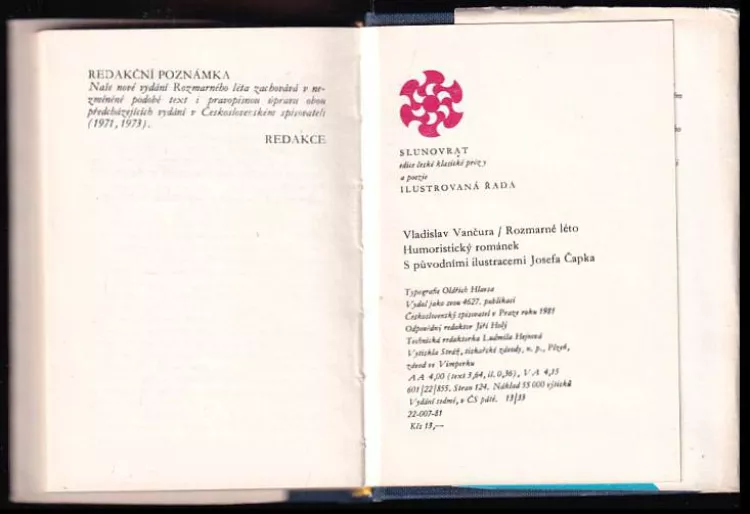 REDAKČNÍ POZNÁMKA
Naše nové vydání Rozmarného léta zachovává v ne-
změněné podobě text i pravopisnou úpravu obou
předcházejících vydání v Československém spisovateli
(1971, 1973).
REDAKCE
SLUNOVRAT
edice české klasické prózy
a poezie
ILUSTROVANÁ ŘADA
Vladislav Vančura / Rozmarné léto
Humoristický románek
S původními ilustracemi Josefa Čapka
Typografie Oldřich Hlavsa
Vydal jako svou 4627. publikaci
Československý spisovatel v Praze roku 1981
Odpovědný redaktor Jiří Holý
Technická redaktorka Ludmila Hejnová
Vytiskla Stráž, tiskařské závody, n. p., Plzeň,
závod ve Vimperku
AA 4,00 (text 3,64, il. 0,36), VA 4,35
601/22/855. Stran 124. Náklad 55 000 výtisků
Vydání sedmé, v ČS páté. 13/33
22-007-81
Kčs 13,—